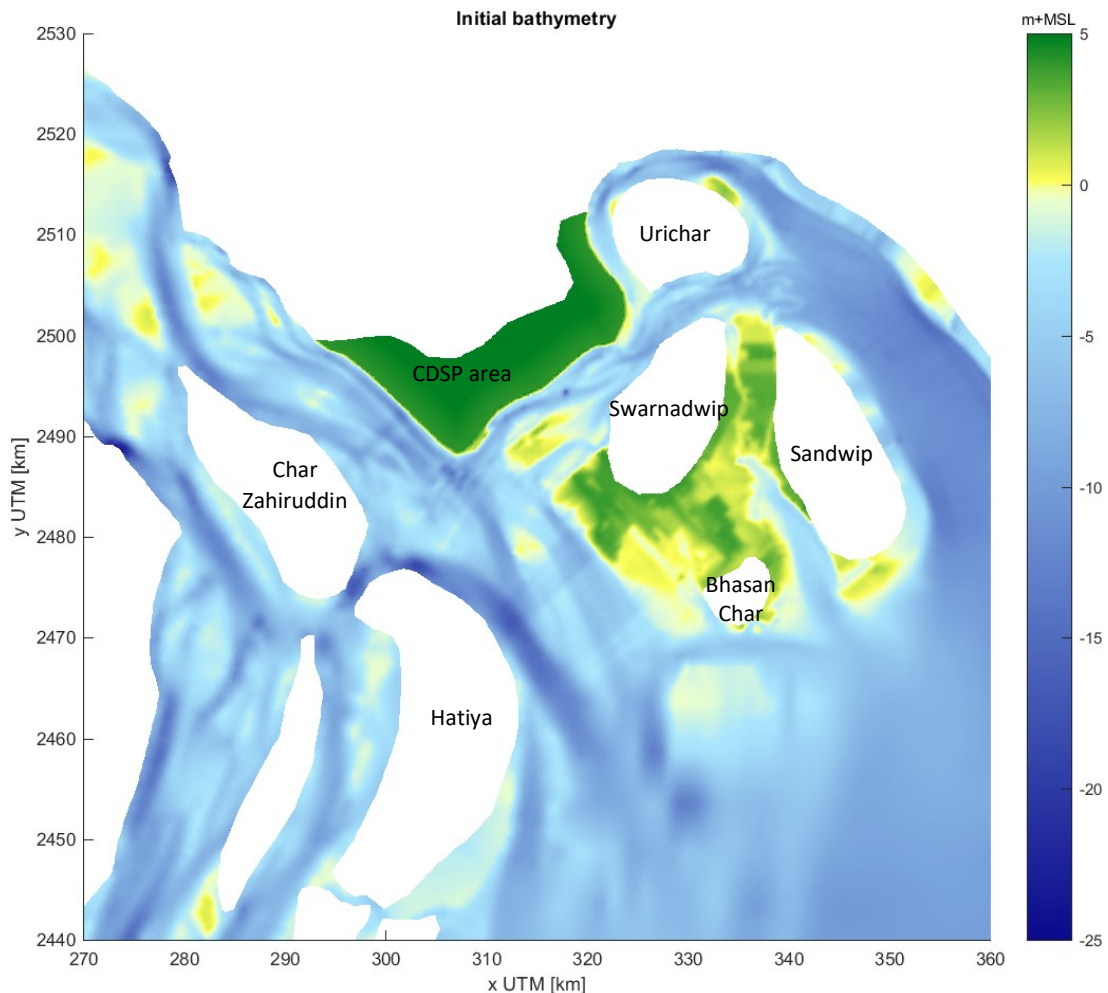 Initial bathymetry
m+MSL
2530
2520
2510
2500
2490
2480
2470
2460
2450
2440
y UTM [km]
270
280
290
300
310
320
330
340
350
360
x UTM [km]
5
0
-5
-10
-15
-20
-25
Urichar
CDSP area
Swarnadwip
Sandwip
Char
Zahiruddin
Bhasan
Char
Hatiya